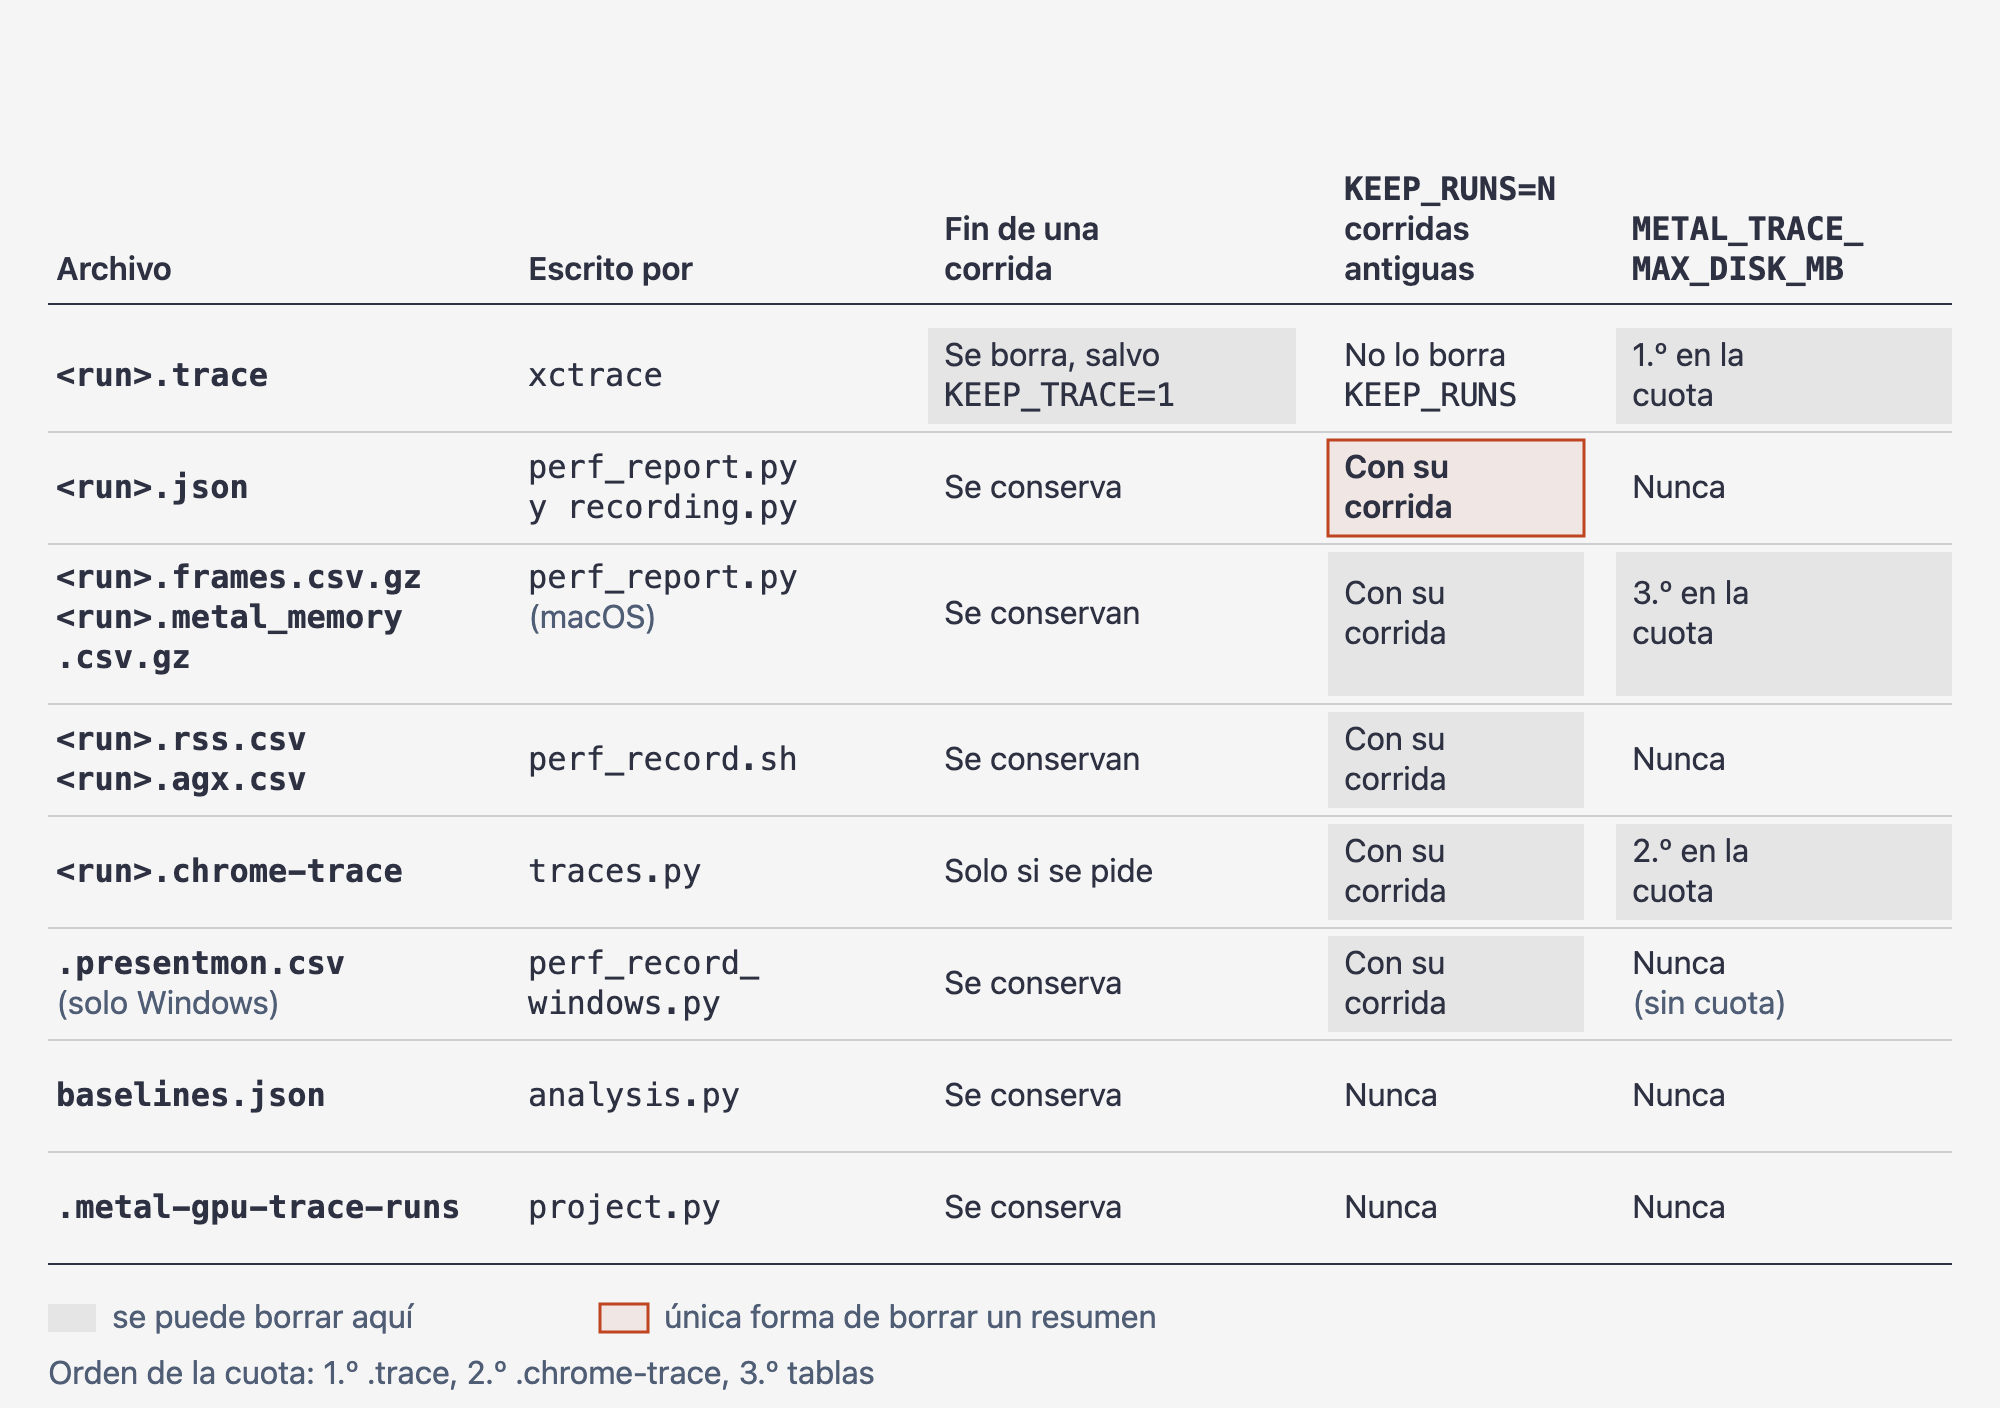 Archivo
Escrito por
Fin de una
corrida
KEEP_RUNS=N
corridas
antiguas
METAL_TRACE_
MAX_DISK_MB
<run>.trace
xctrace
Se borra, salvo
KEEP_TRACE=1
No lo borra
KEEP_RUNS
1.º en la
cuota
<run>.json
perf_report.py
y recording.py
Se conserva
Con su
corrida
Nunca
<run>.frames.csv.gz
<run>.metal_memory
.csv.gz
perf_report.py
(macOS)
Se conservan
Con su
corrida
3.º en la
cuota
<run>.rss.csv
<run>.agx.csv
perf_record.sh
Se conservan
Con su
corrida
Nunca
<run>.chrome-trace
traces.py
Solo si se pide
Con su
corrida
2.º en la
cuota
.presentmon.csv
(solo Windows)
perf_record_
windows.py
Se conserva
Con su
corrida
Nunca
(sin cuota)
baselines.json
analysis.py
Se conserva
Nunca
Nunca
.metal-gpu-trace-runs
project.py
Se conserva
Nunca
Nunca
se puede borrar aquí
única forma de borrar un resumen
Orden de la cuota: 1.º .trace, 2.º .chrome-trace, 3.º tablas